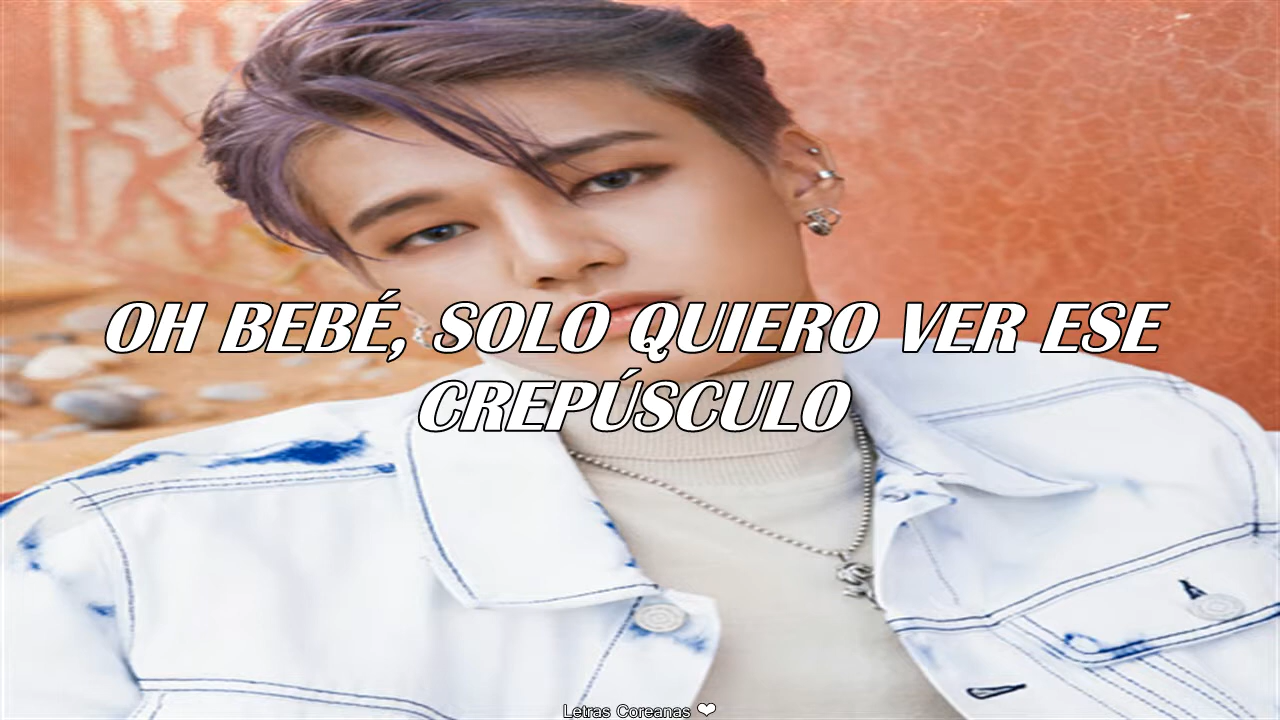 OH BEBÉ, SOLO QUIERO VER ESE
CREPÚSCULO
Letras Coreanas ❤